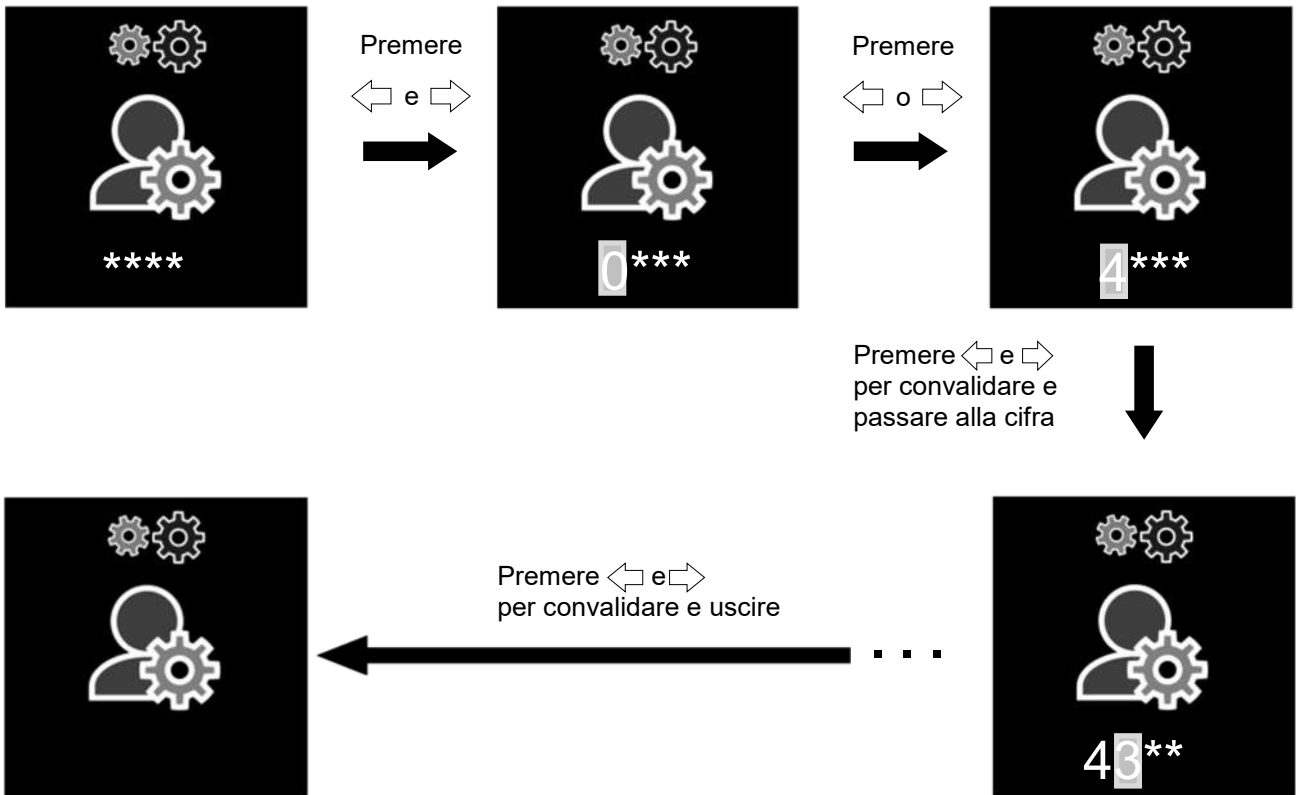 Premere
e
Premere
o
****
0***
4***
Premere e
per convalidare e
passare alla cifra
Premere e
per convalidare e uscire
. . .
43**